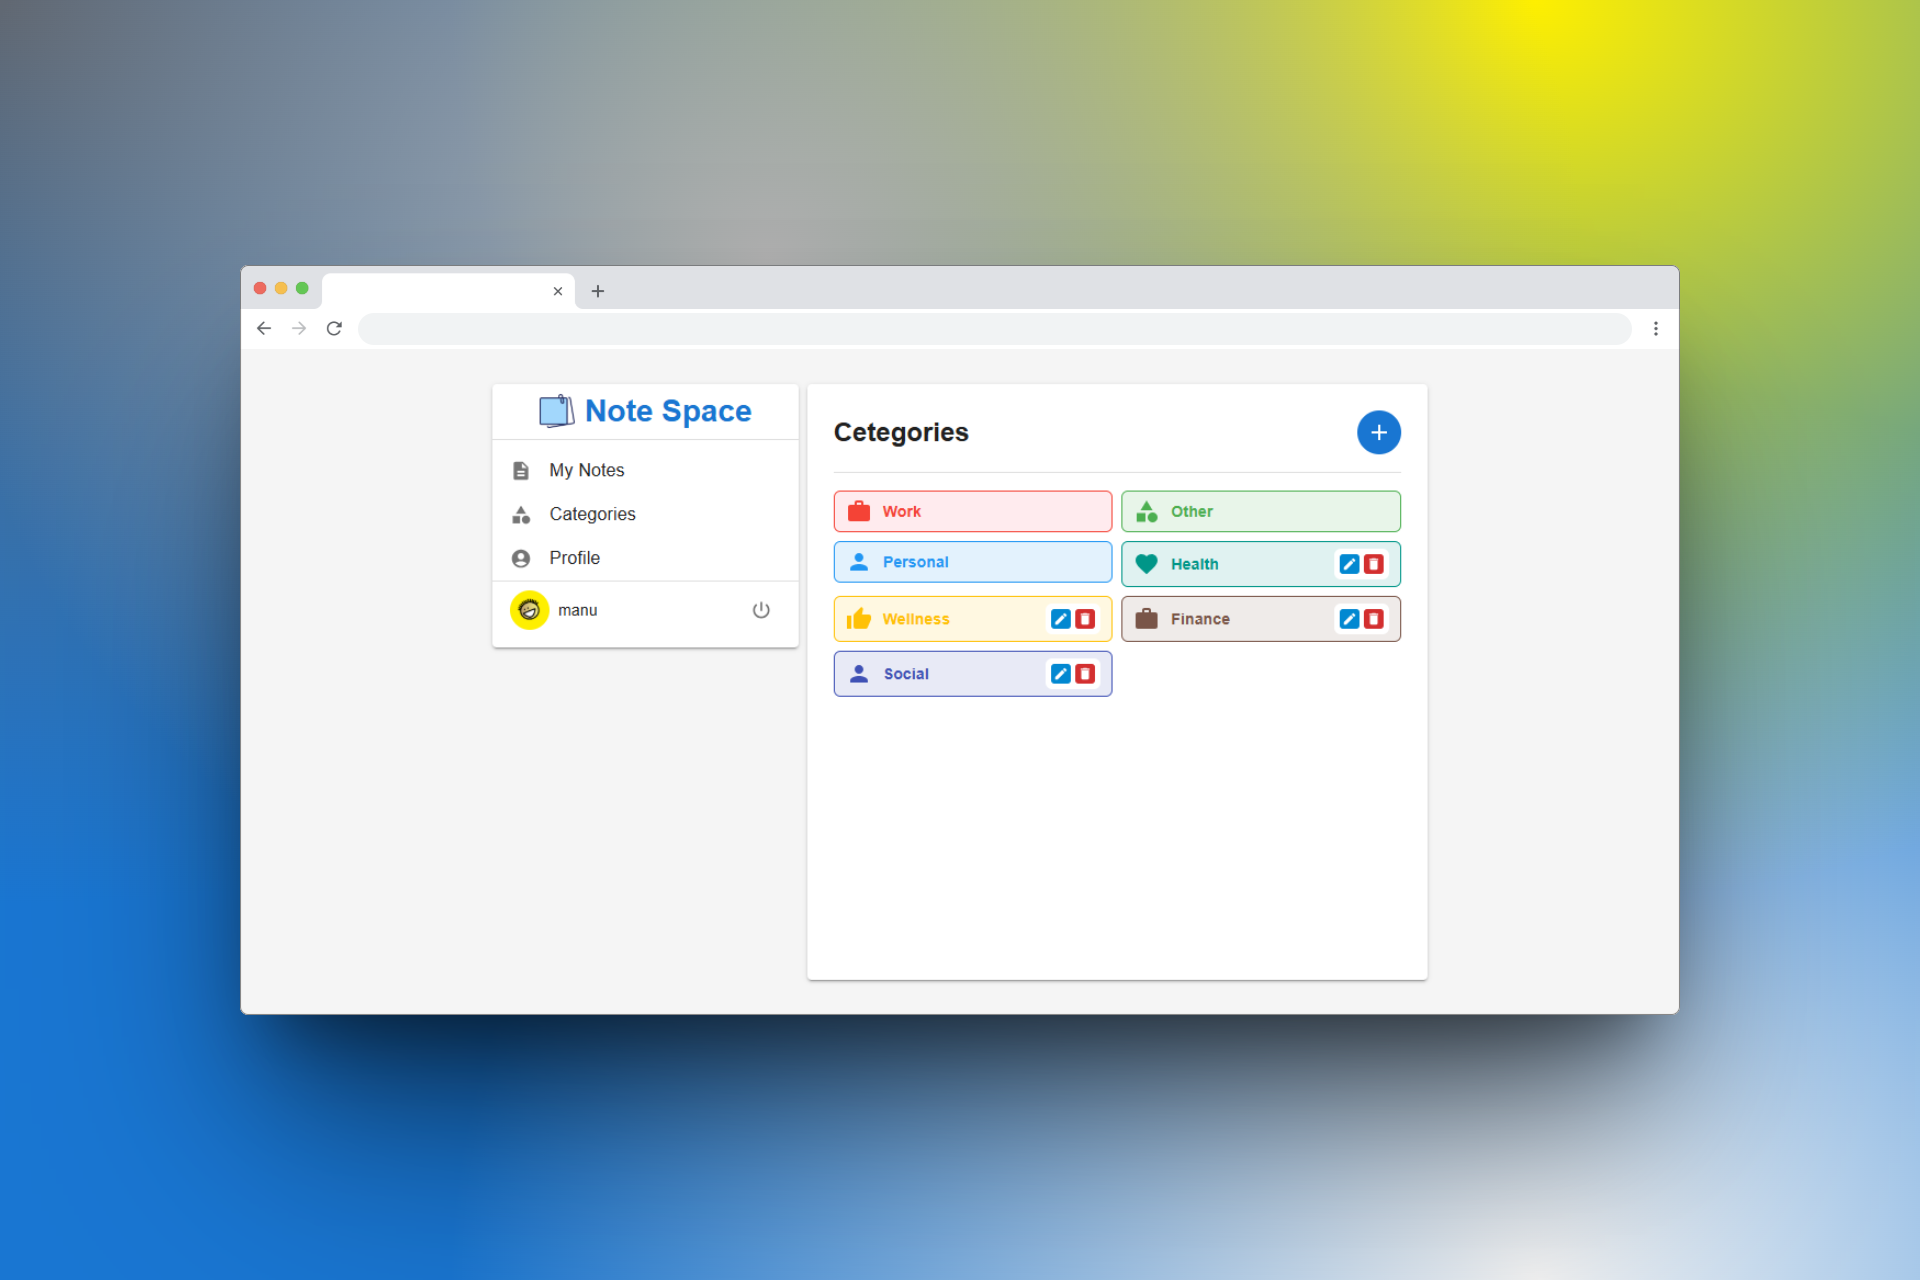 Note Space
My Notes
Categories
Profile
manu
Cetegories
Work
Other
Personal
Health
Wellness
Finance
Social